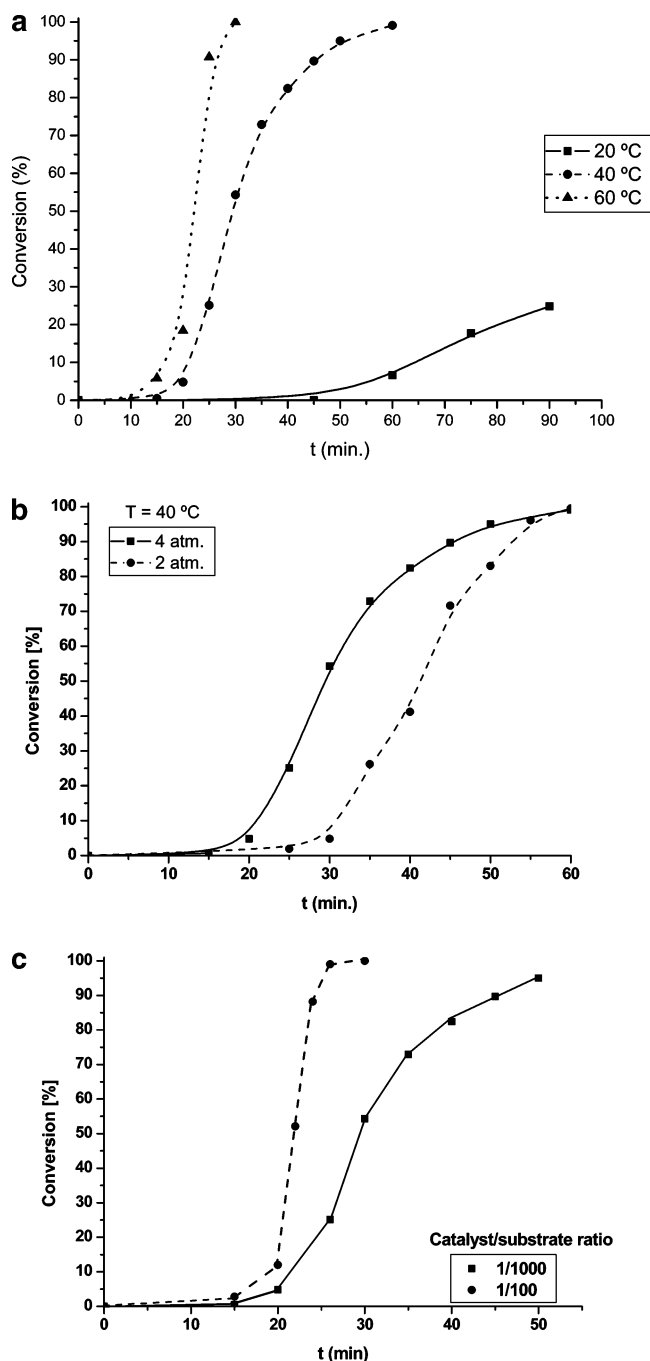 a
100
90
80
70
60
50
40
30
20
10
0
Conversion (%)
20 ºC
40 ºC
60 ºC
0 10 20 30 40 50 60 70 80 90 100
t (min.)
b
T = 40 ºC
4 atm.
2 atm.
100
90
80
70
60
50
40
30
20
10
0
Conversion [%]
0 10 20 30 40 50 60
t (min.)
c
100
90
80
70
60
50
40
30
20
10
0
Conversion [%]
Catalyst/substrate ratio
1/1000
1/100
0 10 20 30 40 50
t (min)